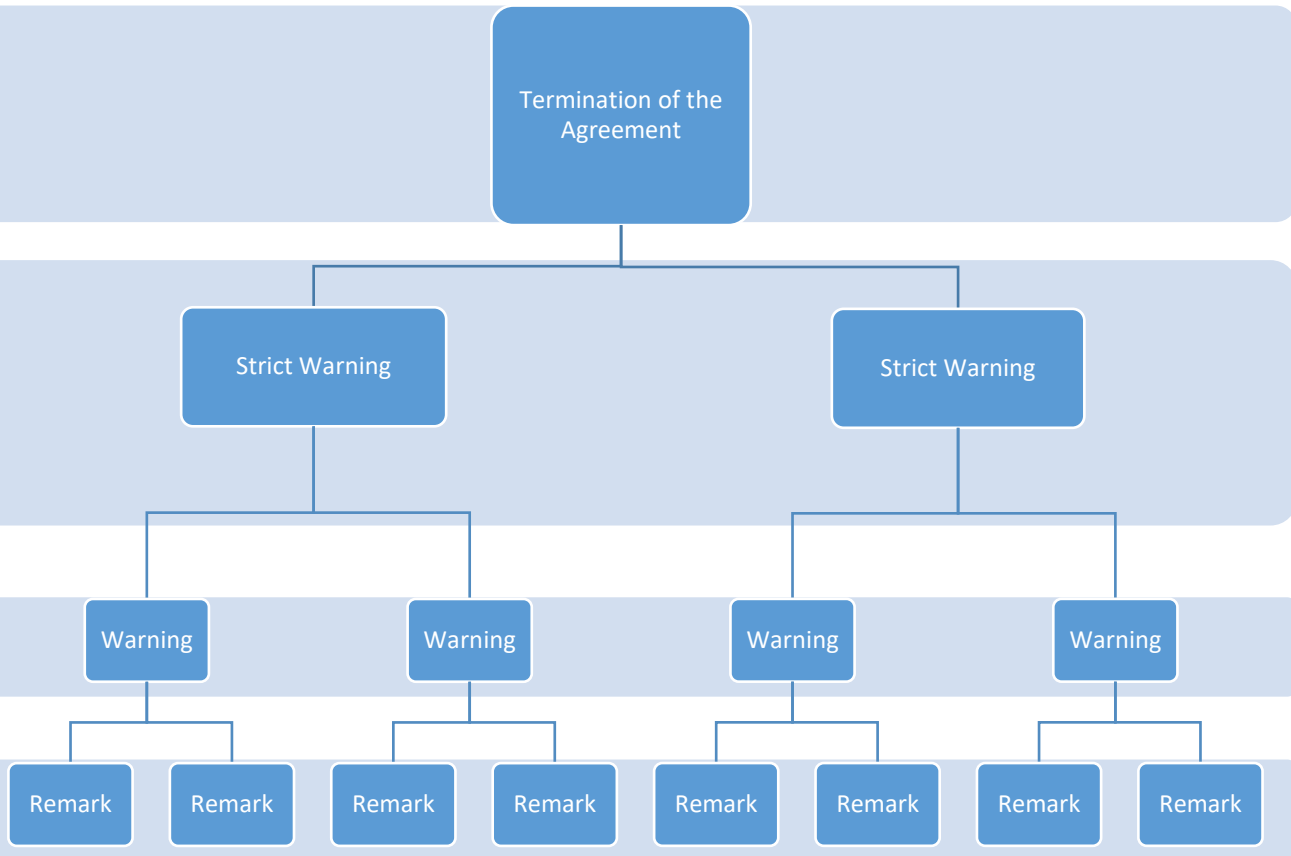 Termination of the
Agreement
Strict Warning
Strict Warning
Warning
Warning
Warning
Warning
Remark
Remark
Remark
Remark
Remark
Remark
Remark
Remark